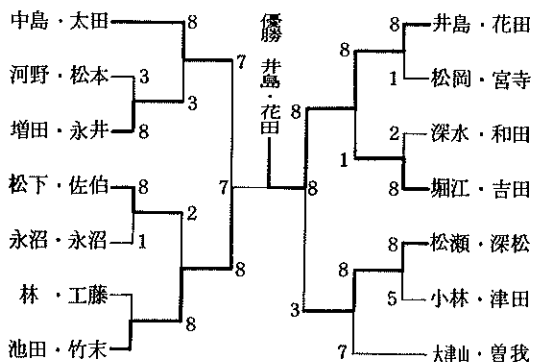 優勝 井島・花田
中島・太田 8
7
河野・松本 3
3
増田・永井 8
7
松下・佐伯 8
2
永沼・永沼 1
8
林・工藤
8
池田・竹末
8 井島・花田
8
1 松岡・宮寺
8
2 深水・和田
1
8 堀江・吉田
8
8 松瀬・深松
8
5 小林・津田
3
7 大津山・曽我